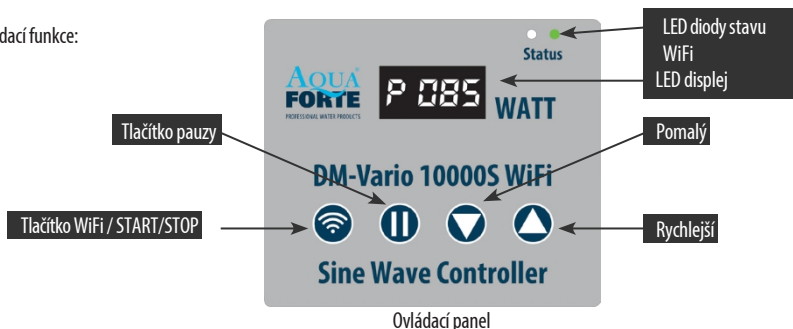 dací funkce:
LED diody stavu
WiFi
LED displej
Status
AQUA
FORTE
PROFESSIONAL WATER PRODUCTS
P 085
WATT
Tlačítko pauzy
Pomalý
DM-Vario 10000S WiFi
Tlačítko WiFi / START/STOP
Rychlejší
Sine Wave Controller
Ovládací panel